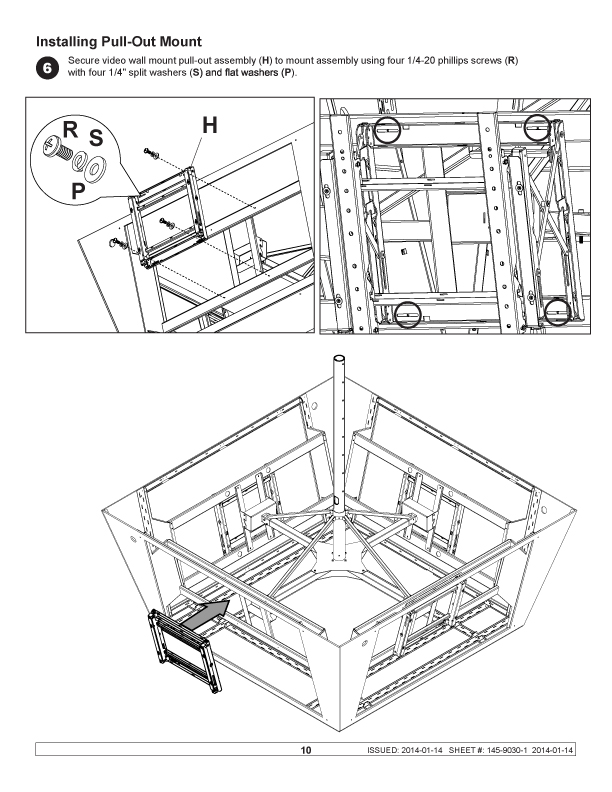 Installing Pull-Out Mount
6 Secure video wall mount pull-out assembly (H) to mount assembly using four 1/4-20 phillips screws (R)
with four 1/4" split washers (S) and flat washers (P).
R S
P
H
10 ISSUED: 2014-01-14 SHEET #: 145-9030-1 2014-01-14